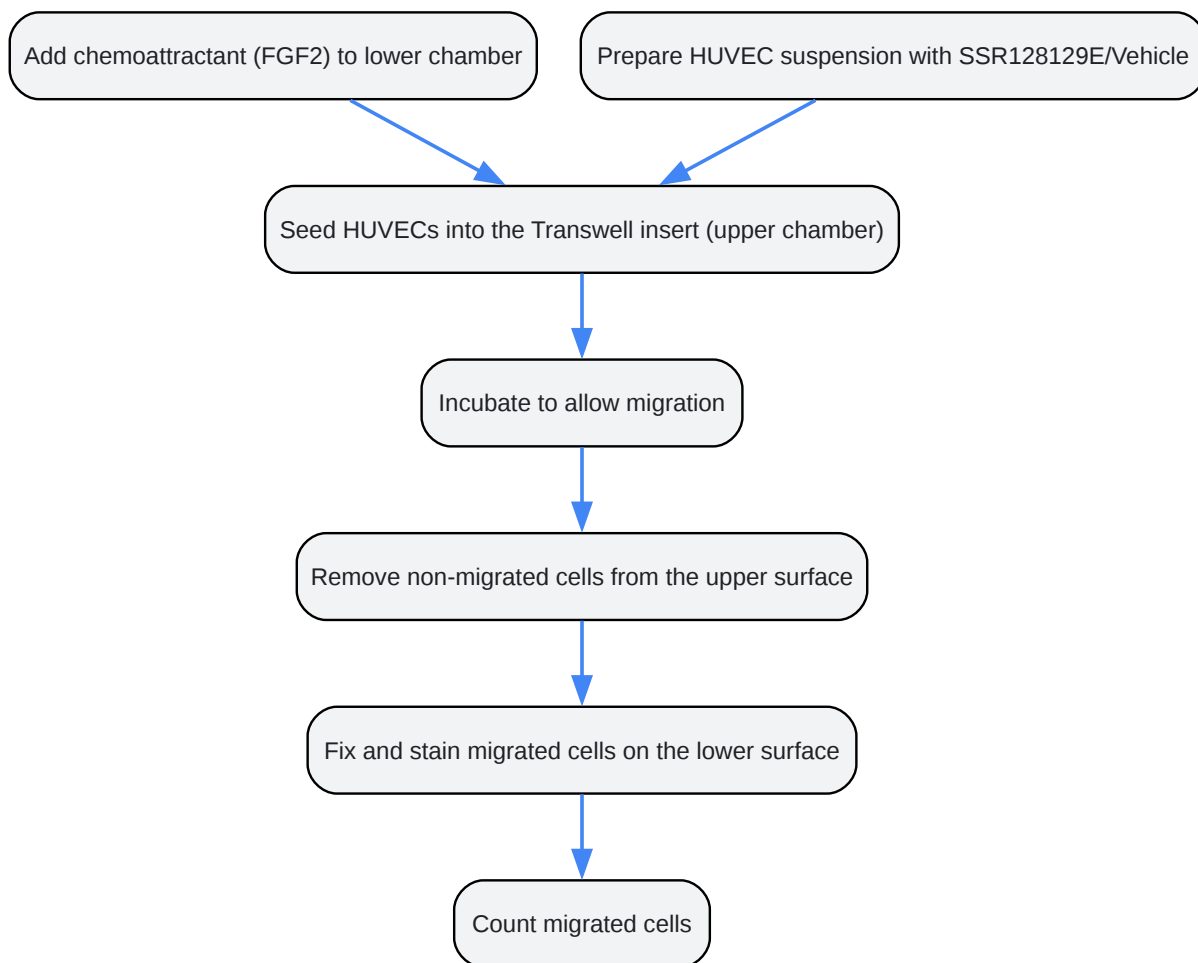 Add chemoattractant (FGF2) to lower chamber
Prepare HUVEC suspension with SSR128129E/Vehicle
Seed HUVECs into the Transwell insert (upper chamber)
Incubate to allow migration
Remove non-migrated cells from the upper surface
Fix and stain migrated cells on the lower surface
Count migrated cells